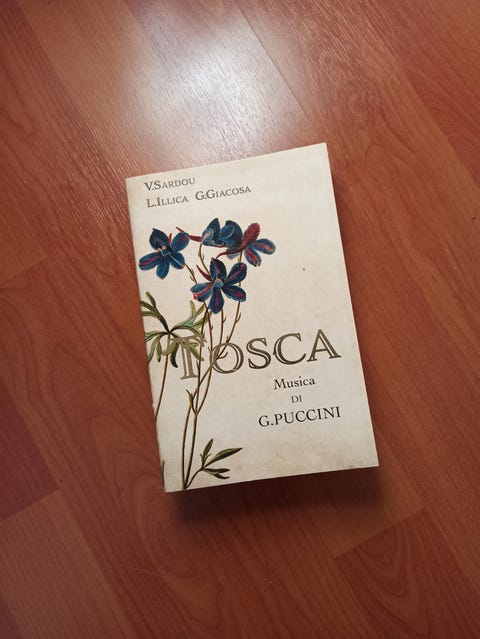 V.SARDOU
L.ILLICA G.GIACOSA
TOSCA
Musica
DI
G.PUCCINI